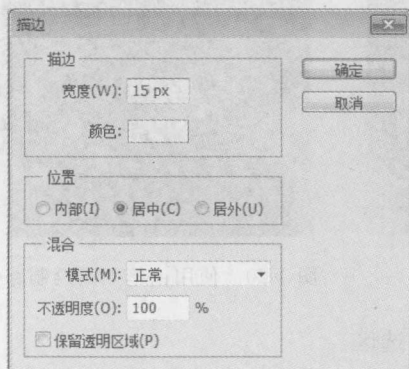 描边
描边
宽度(W): 15 px
颜色:
确定
取消
位置
内部(I) 居中(C) 居外(U)
混合
模式(M): 正常
不透明度(O): 100 %
保留透明区域(P)